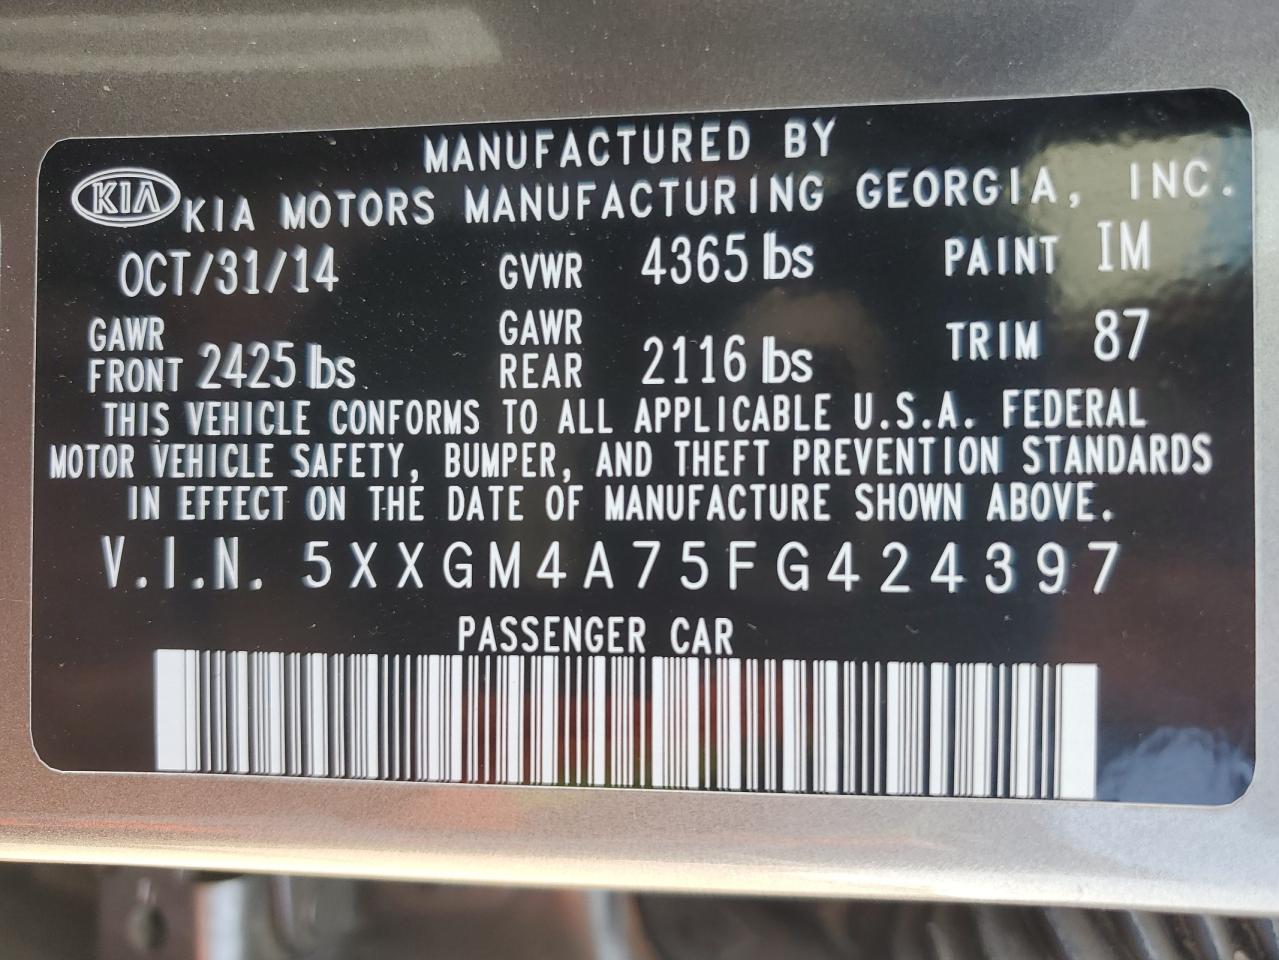 MANUFACTURED BY
KIA KIA MOTORS MANUFACTURING GEORGIA, INC.
OCT/31/14 GVWR 4365 lbs PAINT IM
GAWR FRONT 2425 lbs GAWR REAR 2116 lbs TRIM 87
THIS VEHICLE CONFORMS TO ALL APPLICABLE U.S.A. FEDERAL
MOTOR VEHICLE SAFETY, BUMPER, AND THEFT PREVENTION STANDARDS
IN EFFECT ON THE DATE OF MANUFACTURE SHOWN ABOVE.
V.I.N. 5XXGM4A75FG424397
PASSENGER CAR